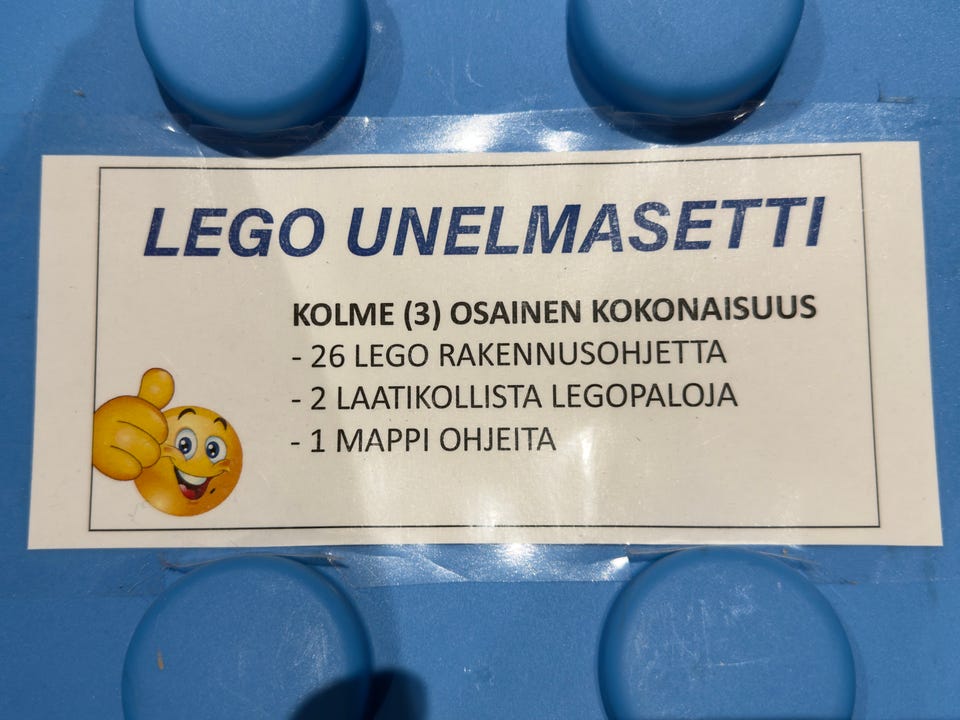 LEGO UNELMASETTI
KOLME (3) OSAINEN KOKONAISUUS
- 26 LEGO RAKENNUSOHJETTA
- 2 LAATIKOLLISTA LEGOPALOJA
- 1 MAPPI OHJEITA